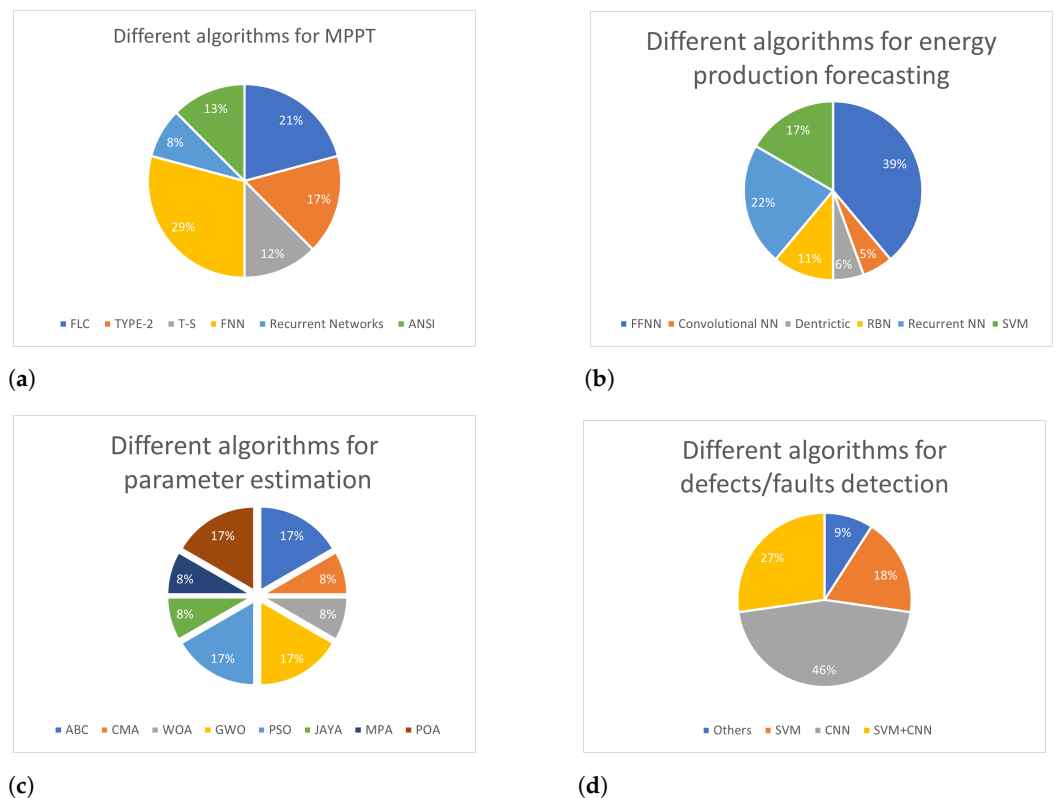 Different algorithms for MPPT
13%
21%
8%
17%
29%
12%
FLC TYPE-2 T-S FNN Recurrent Networks ANSI
(a)
Different algorithms for energy
production forecasting
17%
39%
22%
11%
6%
5%
FFNN Convolutional NN Dentrictic RBN Recurrent NN SVM
(b)
Different algorithms for
parameter estimation
17%
17%
8%
8%
8%
8%
17%
17%
ABC CMA WOA GWO PSO JAYA MPA POA
(c)
Different algorithms for
defects/faults detection
9%
27%
18%
46%
Others SVM CNN SVM+CNN
(d)